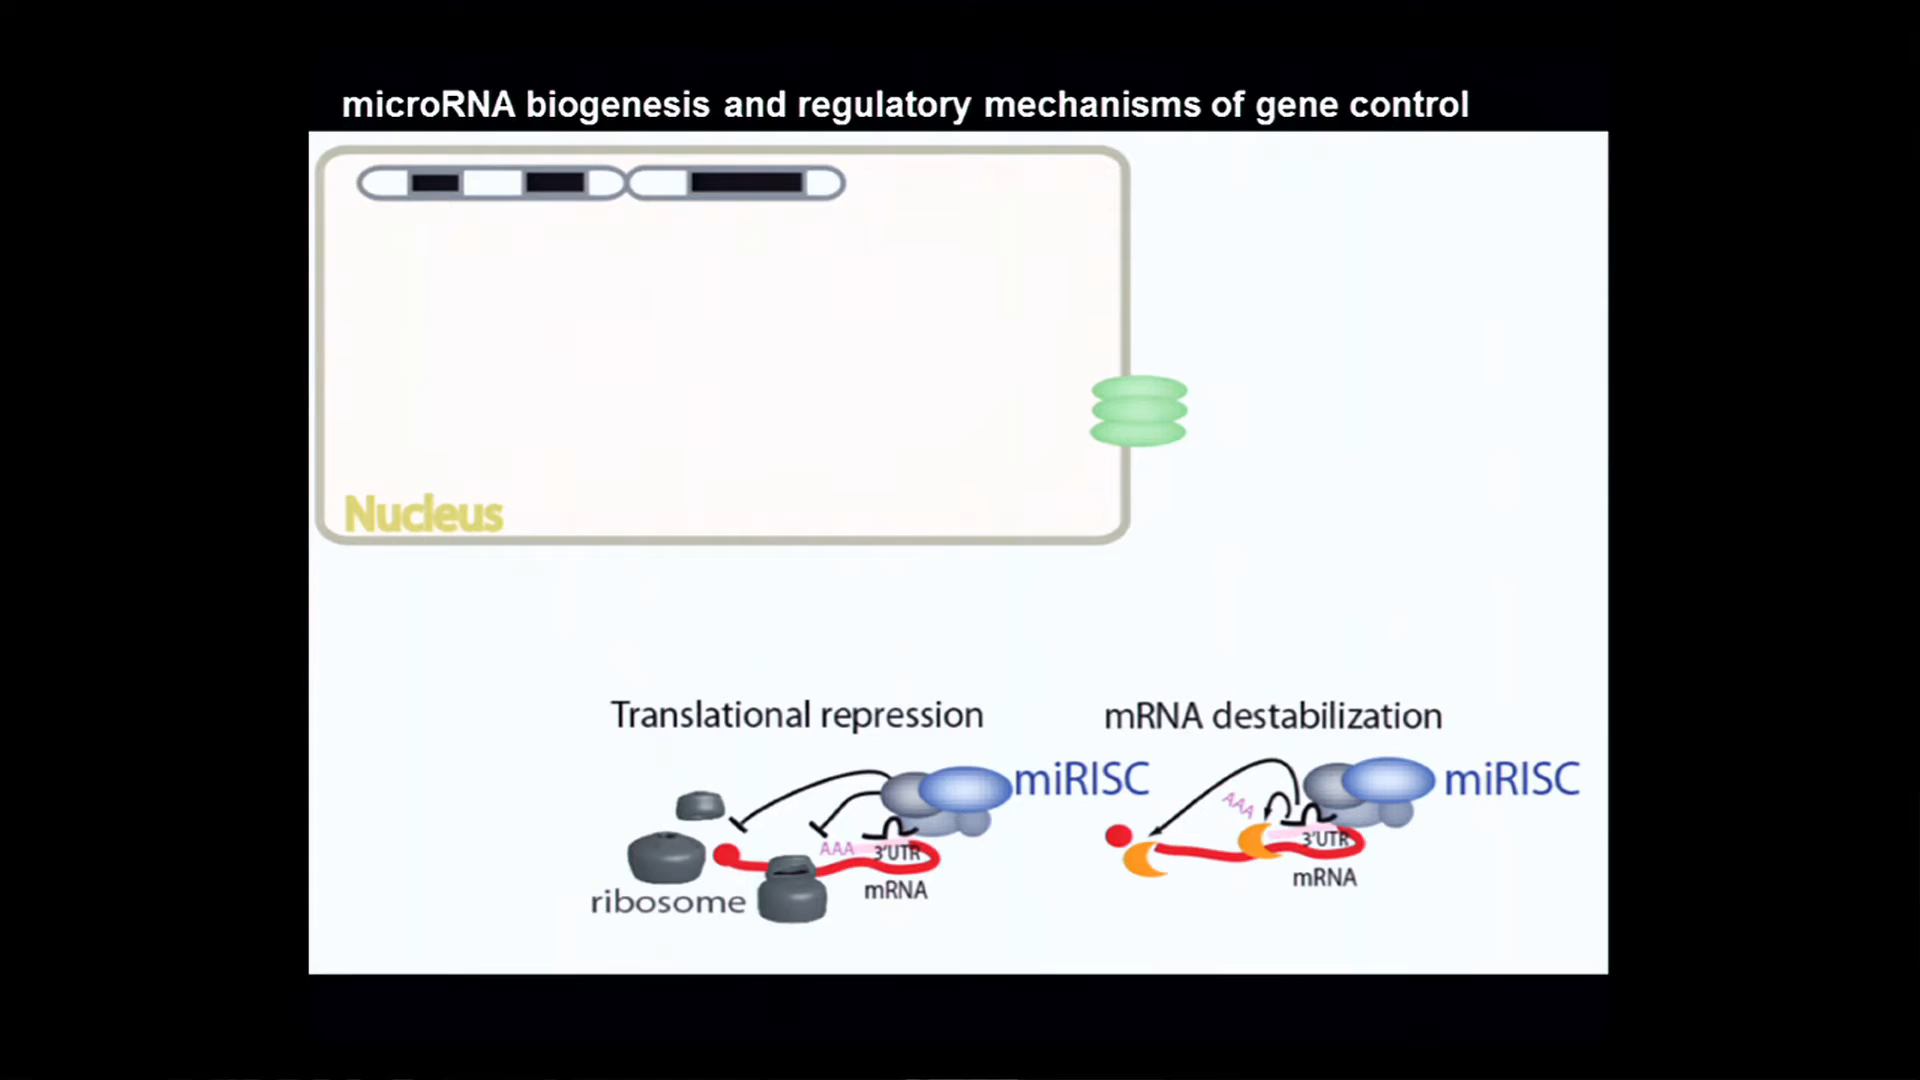 microRNA biogenesis and regulatory mechanisms of gene control
Nucleus
Translational repression
mRNA destabilization
miRISC
miRISC
AAA
AAA
3'UTR
3'UTR
mRNA
mRNA
ribosome